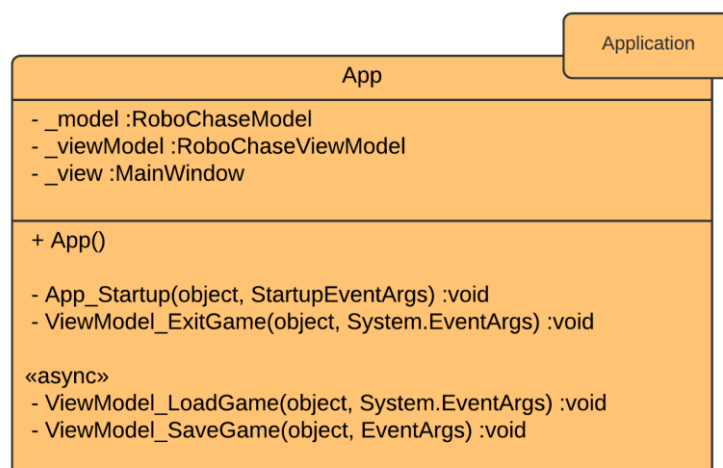 Application
App
- _model :RoboChaseModel
- _viewModel :RoboChaseViewModel
- _view :MainWindow
+ App()
- App_Startup(object, StartupEventArgs) :void
- ViewModel_ExitGame(object, System.EventArgs) :void
«async»
- ViewModel_LoadGame(object, System.EventArgs) :void
- ViewModel_SaveGame(object, EventArgs) :void